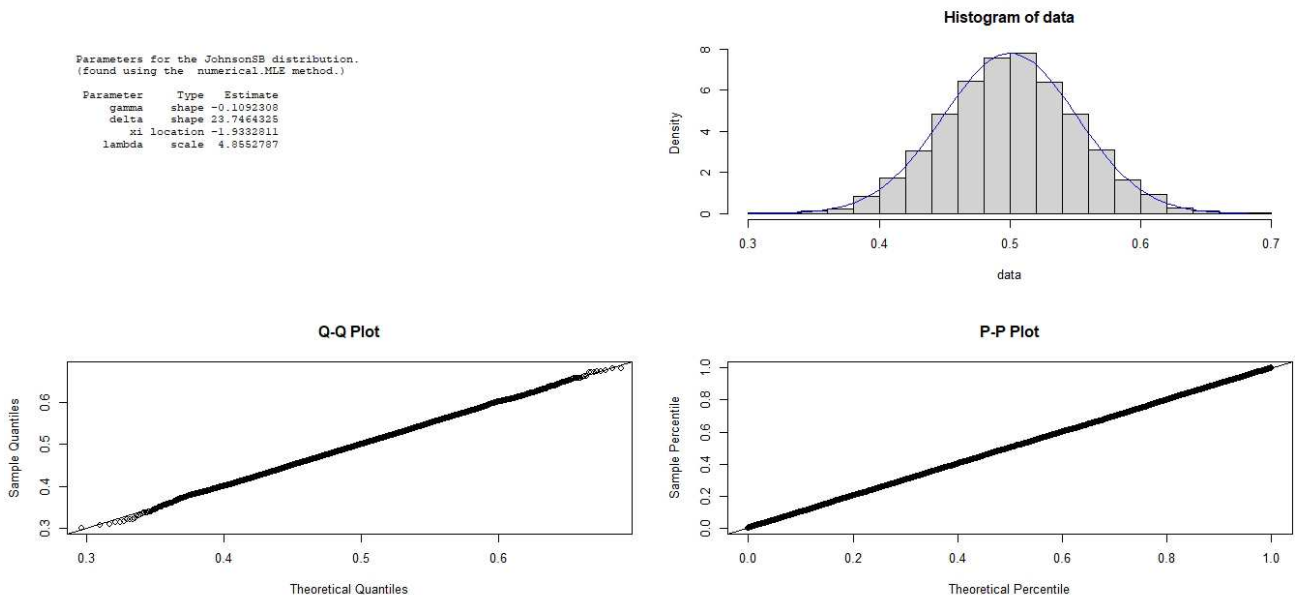 Parameters for the JohnsonSB distribution.
(found using the numerical.MLE method.)
Parameter Type Estimate
gamma shape -0.1092308
delta shape 23.7464325
xi location -1.9332811
lambda scale 4.8552787
Histogram of data
Density
0 2 4 6 8
0.3 0.4 0.5 0.6 0.7
data
Q-Q Plot
Sample Quantiles
0.3 0.4 0.5 0.6
0.3 0.4 0.5 0.6
Theoretical Quantiles
P-P Plot
Sample Percentile
0.0 0.2 0.4 0.6 0.8 1.0
0.0 0.2 0.4 0.6 0.8 1.0
Theoretical Percentile